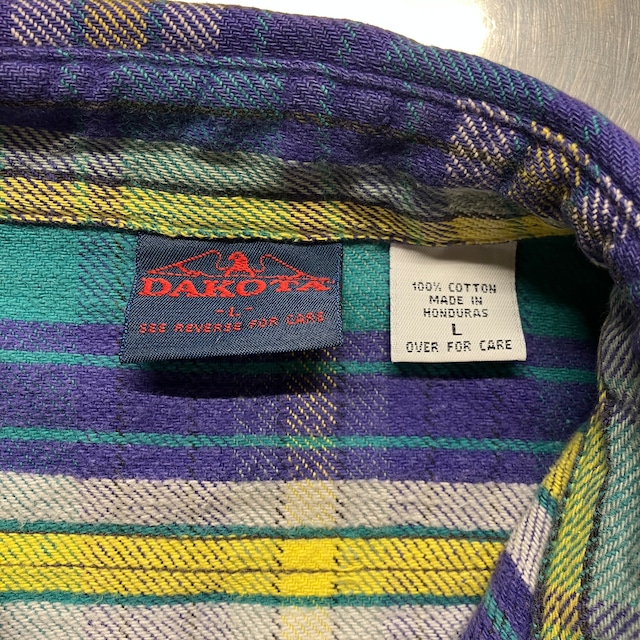 DAKOTA
-L-
SEE REVERSE FOR CARE
100% COTTON
MADE IN
HONDURAS
L
OVER FOR CARE